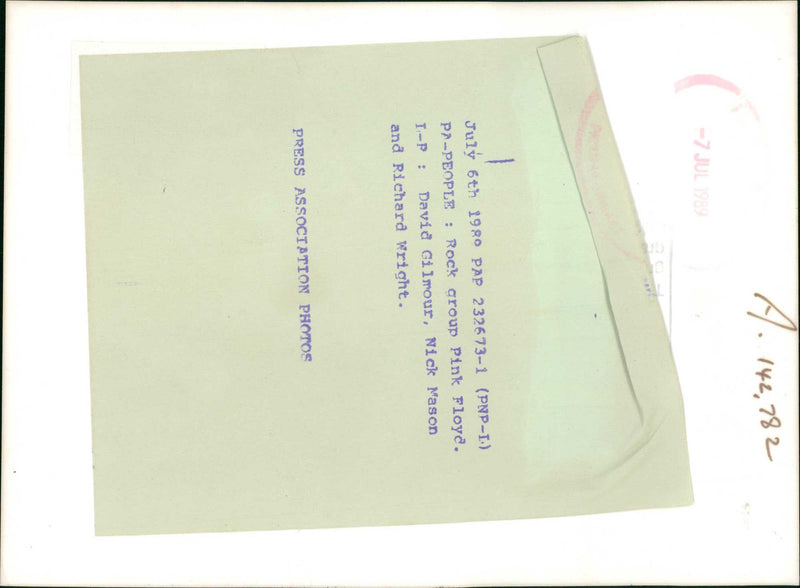 July 6th 1989 PAP 232673-1 (PNP-L)
PA-PEOPLE : Rock group Pink Floyd.
L-R : David Gilmour, Nick Mason
and Richard Wright.
PRESS ASSOCIATION PHOTOS
-7 JUL 1989
A. 142,782